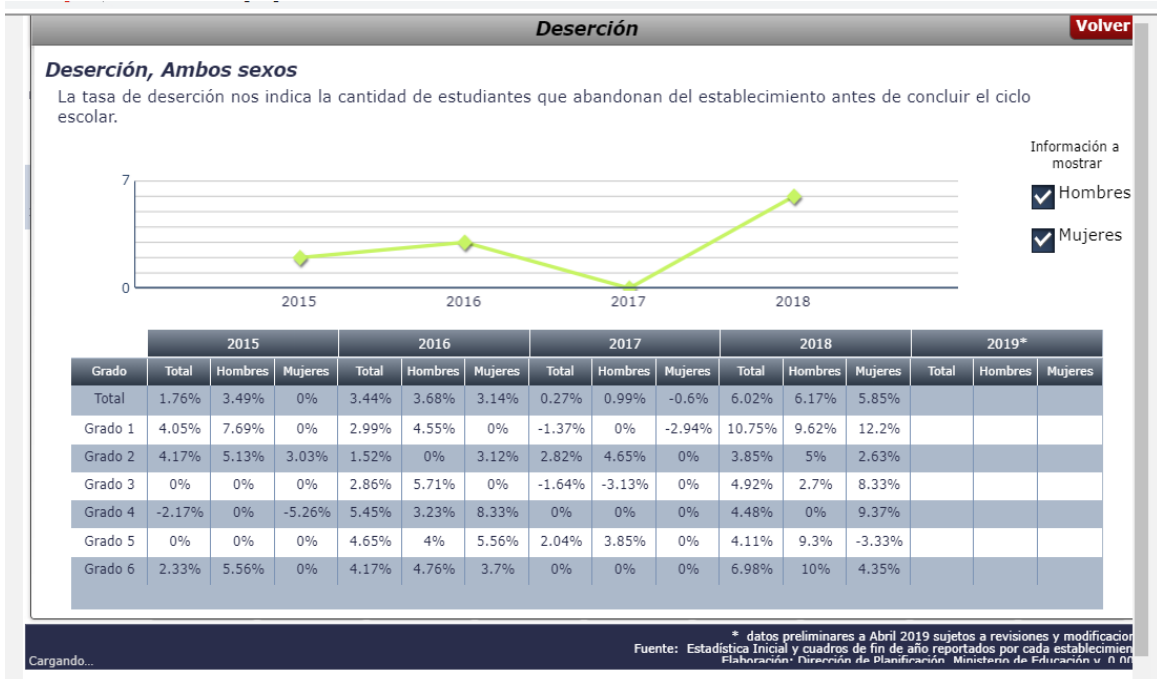 Deserción
Volver
Deserción, Ambos sexos
La tasa de deserción nos indica la cantidad de estudiantes que abandonan del establecimiento antes de concluir el ciclo
escolar.
Información a
mostrar
Hombres
Mujeres
7
0
2015 2016 2017 2018
2015 2016 2017 2018 2019*
Grado Total Hombres Mujeres Total Hombres Mujeres Total Hombres Mujeres Total Hombres Mujeres Total Hombres Mujeres
Total 1.76% 3.49% 0% 3.44% 3.68% 3.14% 0.27% 0.99% -0.6% 6.02% 6.17% 5.85%
Grado 1 4.05% 7.69% 0% 2.99% 4.55% 0% -1.37% 0% -2.94% 10.75% 9.62% 12.2%
Grado 2 4.17% 5.13% 3.03% 1.52% 0% 3.12% 2.82% 4.65% 0% 3.85% 5% 2.63%
Grado 3 0% 0% 0% 2.86% 5.71% 0% -1.64% -3.13% 0% 4.92% 2.7% 8.33%
Grado 4 -2.17% 0% -5.26% 5.45% 3.23% 8.33% 0% 0% 0% 4.48% 0% 9.37%
Grado 5 0% 0% 0% 4.65% 4% 5.56% 2.04% 3.85% 0% 4.11% 9.3% -3.33%
Grado 6 2.33% 5.56% 0% 4.17% 4.76% 3.7% 0% 0% 0% 6.98% 10% 4.35%
* datos preliminares a Abril 2019 sujetos a revisiones y modificacion
Fuente: Estadística Inicial y cuadros de fin de año reportados por cada establecimien
Elaboración: Dirección de Planificación, Ministerio de Educación v. 0.00
Cargando...